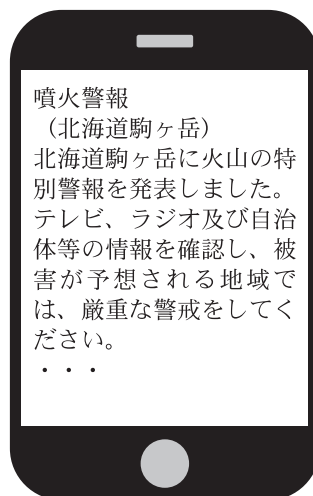 噴火警報
（北海道駒ヶ岳）
北海道駒ヶ岳に火山の特
別警報を発表しました。
テレビ、ラジオ及び自治
体等の情報を確認し、被
害が予想される地域で
は、厳重な警戒をしてく
ださい。
・・・